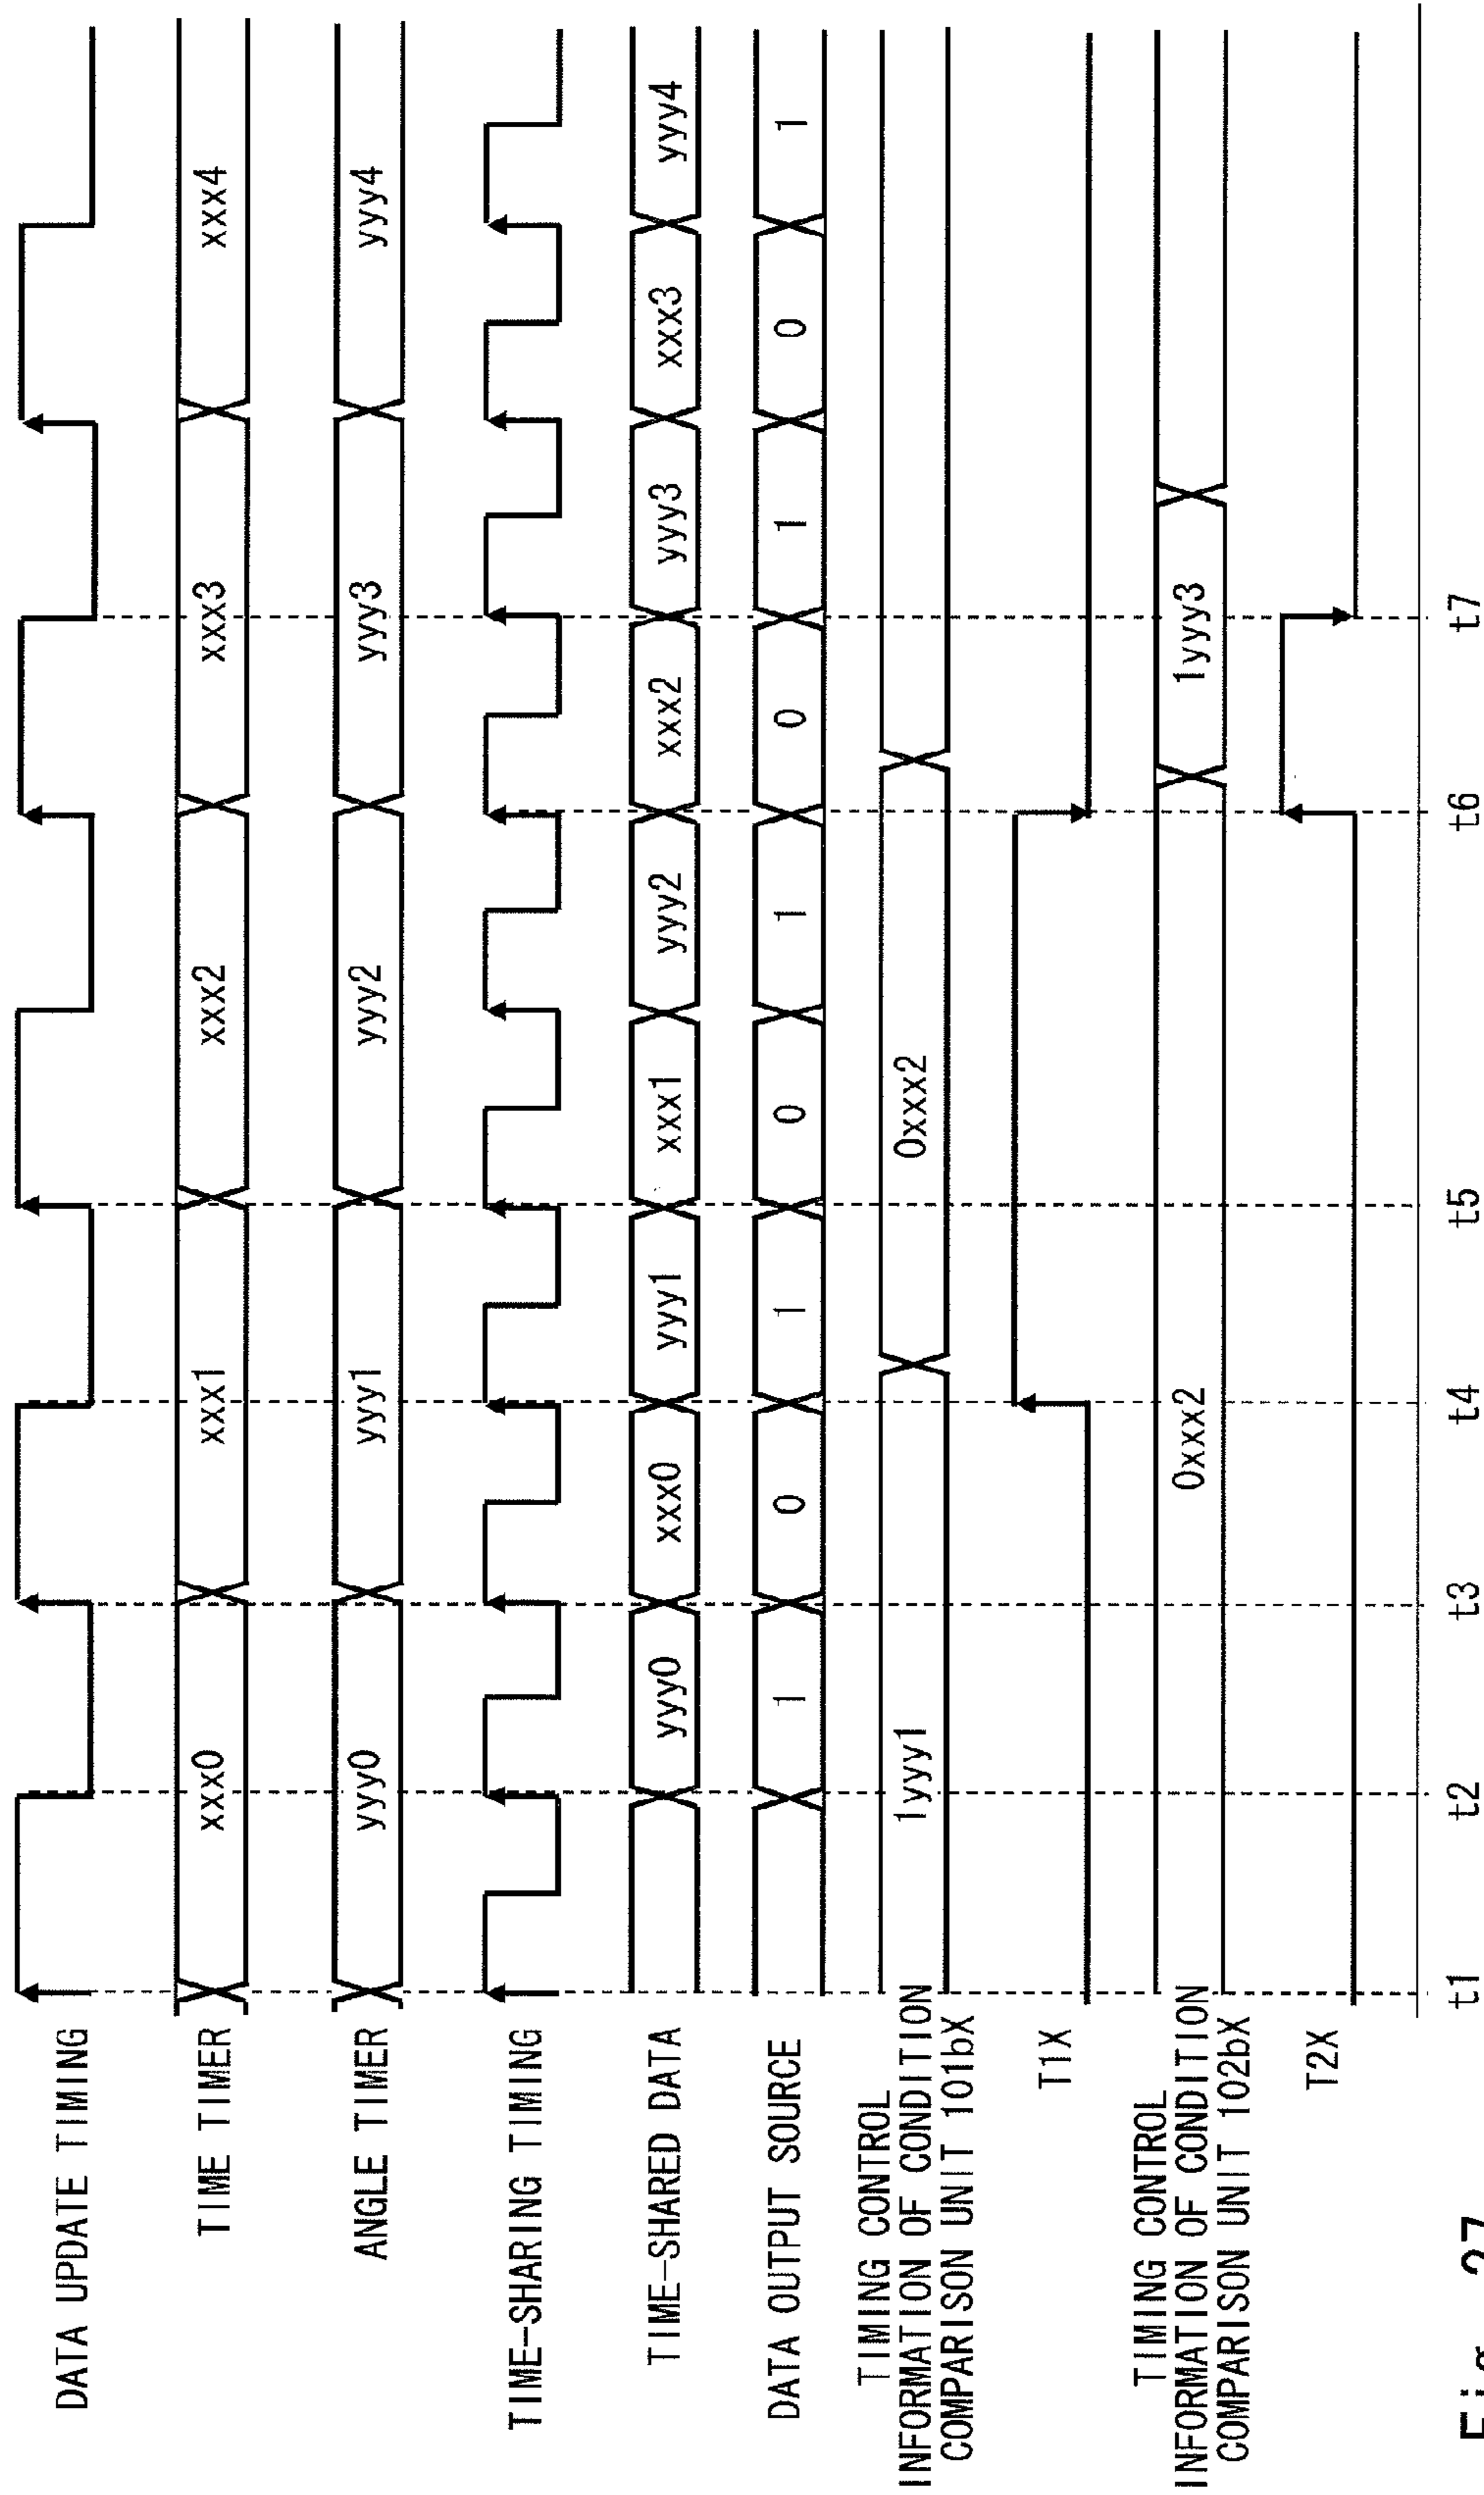 DATA UPDATE TIMING
TIME TIMER xxx0 xxx1 xxx2 xxx3 xxx4
ANGLE TIMER yyy0 yyy1 yyy2 yyy3 yyy4
TIME-SHARING TIMING
TIME-SHARED DATA yyy0 xxx0 yyy1 xxx1 yyy2 xxx2 yyy3 xxx3 yyy4
DATA OUTPUT SOURCE 1 0 1 0 1 0 1 0 1
TIMING CONTROL
INFORMATION OF CONDITION 1yyy1 0xxx2
COMPARISON UNIT 101bX
T1X
TIMING CONTROL
INFORMATION OF CONDITION 0xxx2 1yyy3
COMPARISON UNIT 102bX
T2X
t1 t2 t3 t4 t5 t6 t7
Fig. 27